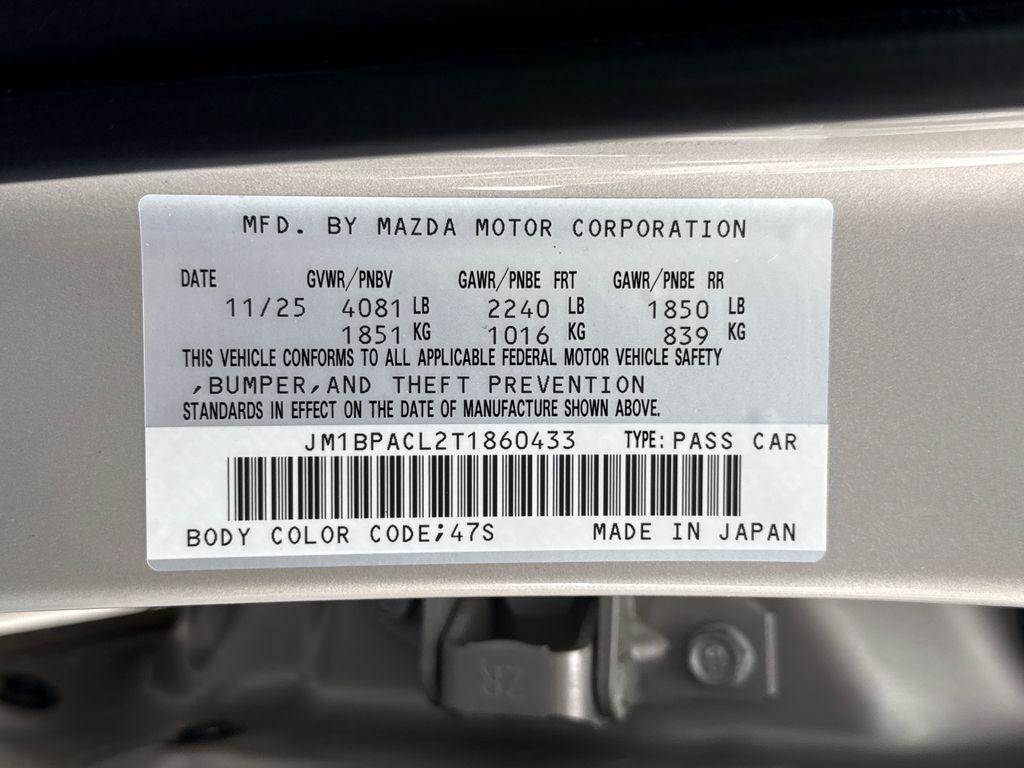 MFD. BY MAZDA MOTOR CORPORATION
DATE GVWR/PNBV GAWR/PNBE FRT GAWR/PNBE RR
11/25 4081 LB 2240 LB 1850 LB
1851 KG 1016 KG 839 KG
THIS VEHICLE CONFORMS TO ALL APPLICABLE FEDERAL MOTOR VEHICLE SAFETY
,BUMPER,AND THEFT PREVENTION
STANDARDS IN EFFECT ON THE DATE OF MANUFACTURE SHOWN ABOVE.
JM1BPACL2T1860433 TYPE: PASS CAR
BODY COLOR CODE;47S MADE IN JAPAN